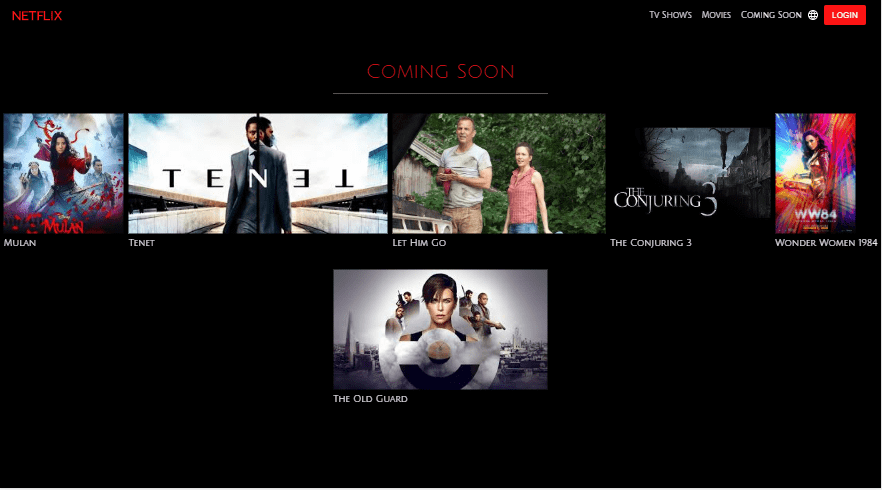 NETFLIX
Tv Show's Movies Coming Soon LOGIN
Coming Soon
MULAN
TENET
THE CONJURING 3
WW84
Mulan
Tenet
Let Him Go
The Conjuring 3
Wonder Women 1984
The Old Guard